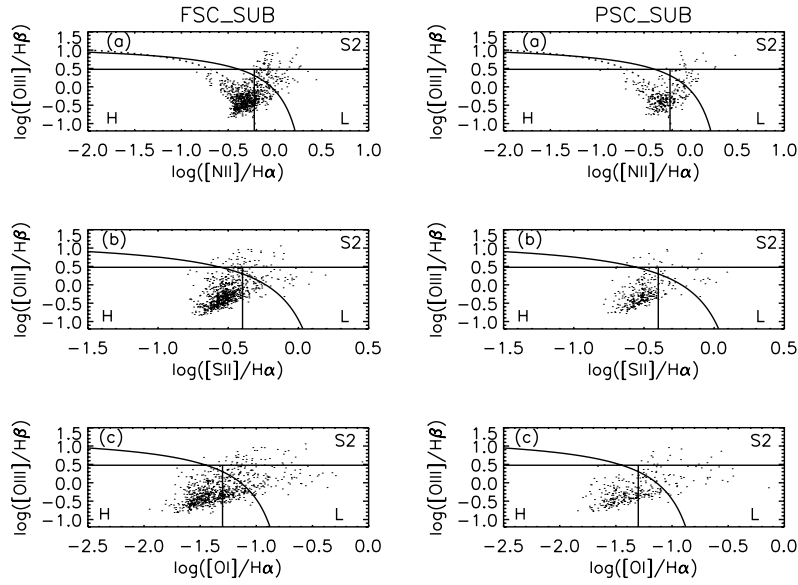 FSC_SUB PSC_SUB
log([OIII]/Hβ) 1.5 1.0 0.5 0.0 −0.5 −1.0 (a) S2 H L
−2.0 −1.5 −1.0 −0.5 0.0 0.5 1.0
log([NII]/Hα)
log([OIII]/Hβ) 1.5 1.0 0.5 0.0 −0.5 −1.0 (a) S2 H L
−2.0 −1.5 −1.0 −0.5 0.0 0.5 1.0
log([NII]/Hα)
log([OIII]/Hβ) 1.5 1.0 0.5 0.0 −0.5 −1.0 (b) S2 H L
−1.5 −1.0 −0.5 0.0 0.5
log([SII]/Hα)
log([OIII]/Hβ) 1.5 1.0 0.5 0.0 −0.5 −1.0 (b) S2 H L
−1.5 −1.0 −0.5 0.0 0.5
log([SII]/Hα)
log([OIII]/Hβ) 1.5 1.0 0.5 0.0 −0.5 −1.0 (c) S2 H L
−2.5 −2.0 −1.5 −1.0 −0.5 0.0
log([OI]/Hα)
log([OIII]/Hβ) 1.5 1.0 0.5 0.0 −0.5 −1.0 (c) S2 H L
−2.5 −2.0 −1.5 −1.0 −0.5 0.0
log([OI]/Hα)